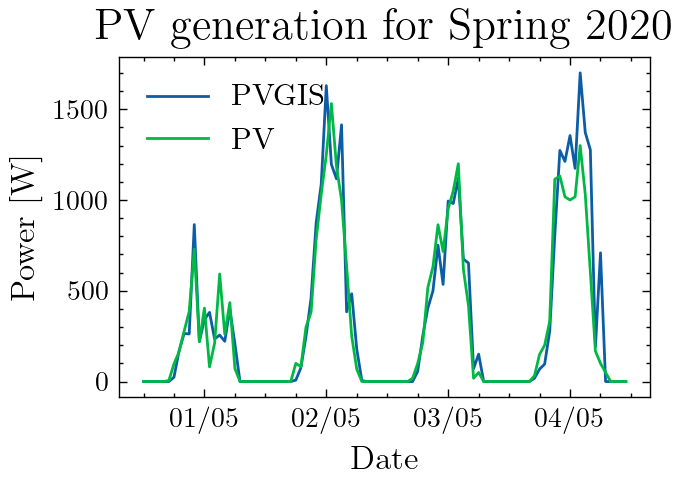 PV generation for Spring 2020
PVGIS
PV
Power [W]
1500
1000
500
0
01/05 02/05 03/05 04/05
Date